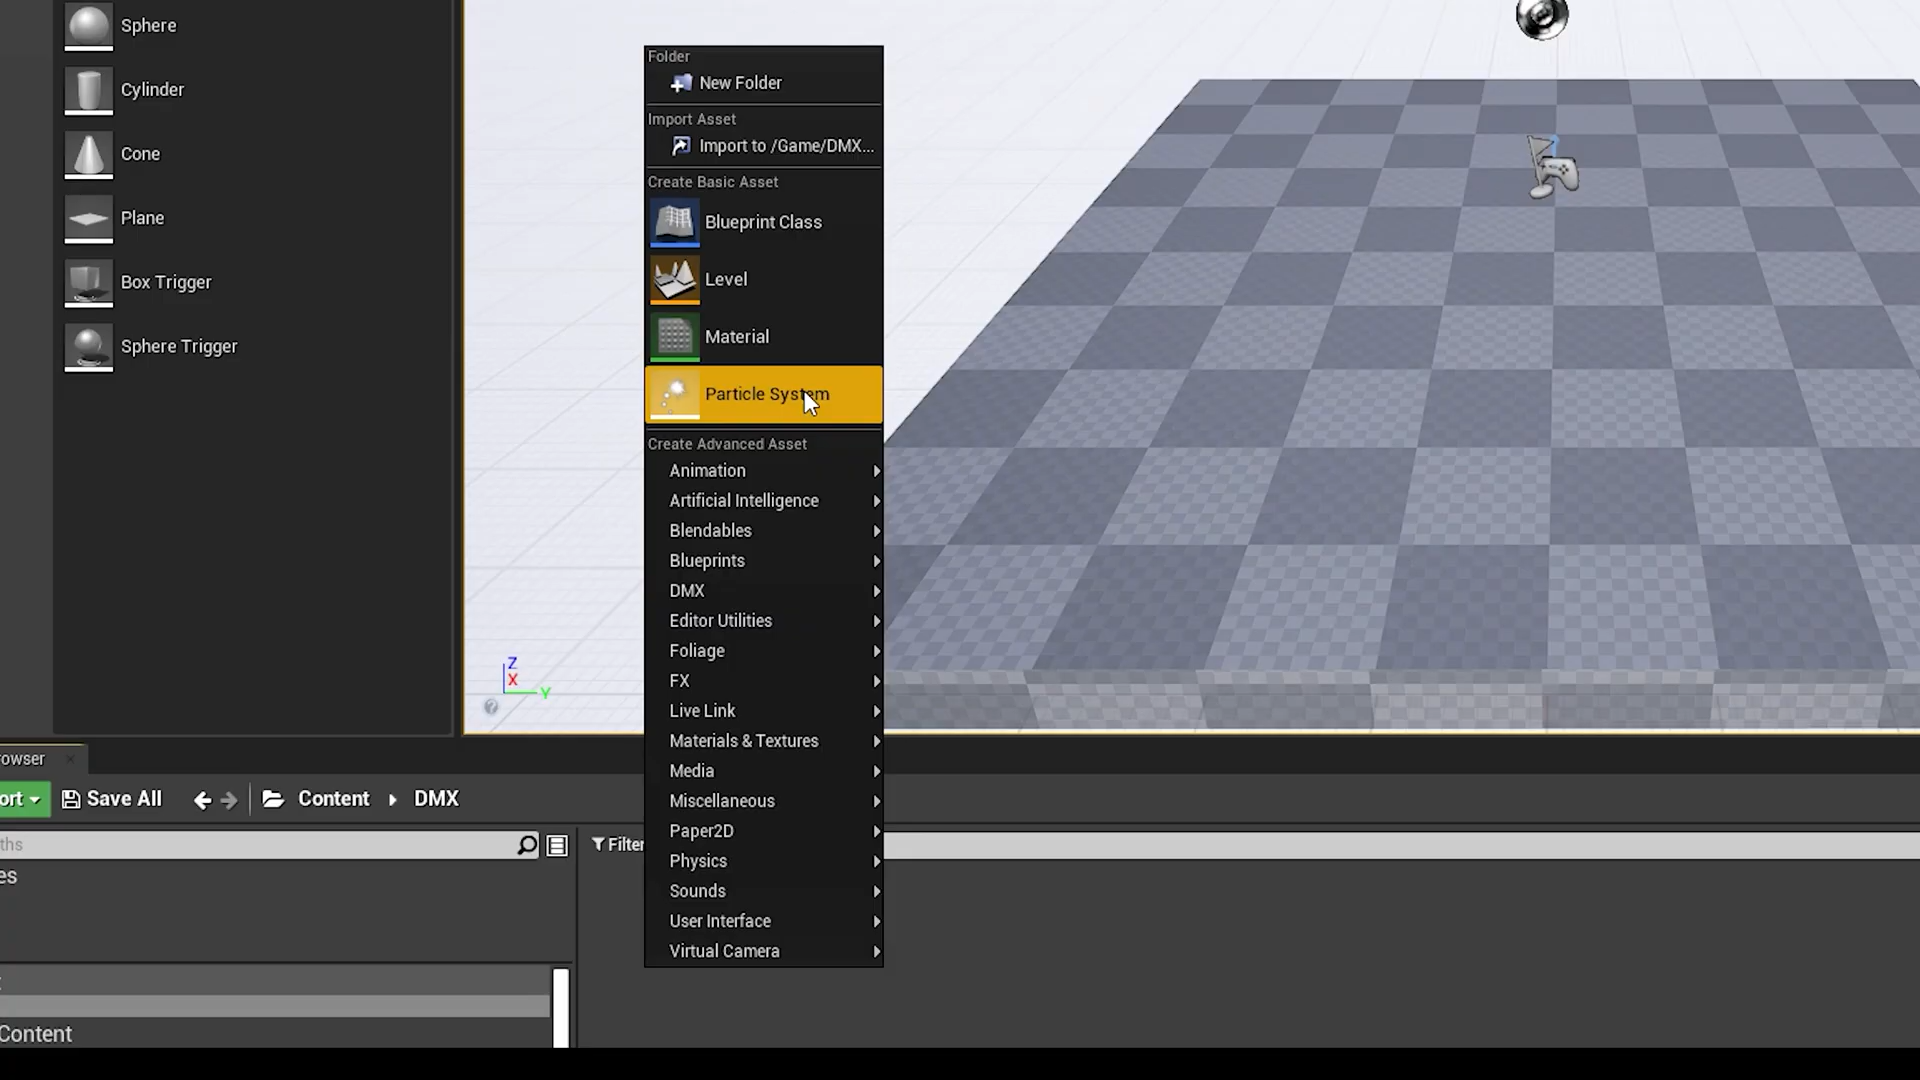 Sphere
Cylinder
Cone
Plane
Box Trigger
Sphere Trigger
Folder
New Folder
Import Asset
Import to /Game/DMX...
Create Basic Asset
Blueprint Class
Level
Material
Particle System
Create Advanced Asset
Animation
Artificial Intelligence
Blendables
Blueprints
DMX
Editor Utilities
Foliage
FX
Live Link
Materials & Textures
Media
Miscellaneous
Paper2D
Physics
Sounds
User Interface
Virtual Camera
Z
X
Y
?
owser
ort
Save All
Content
DMX
ths
Filter
es
Content